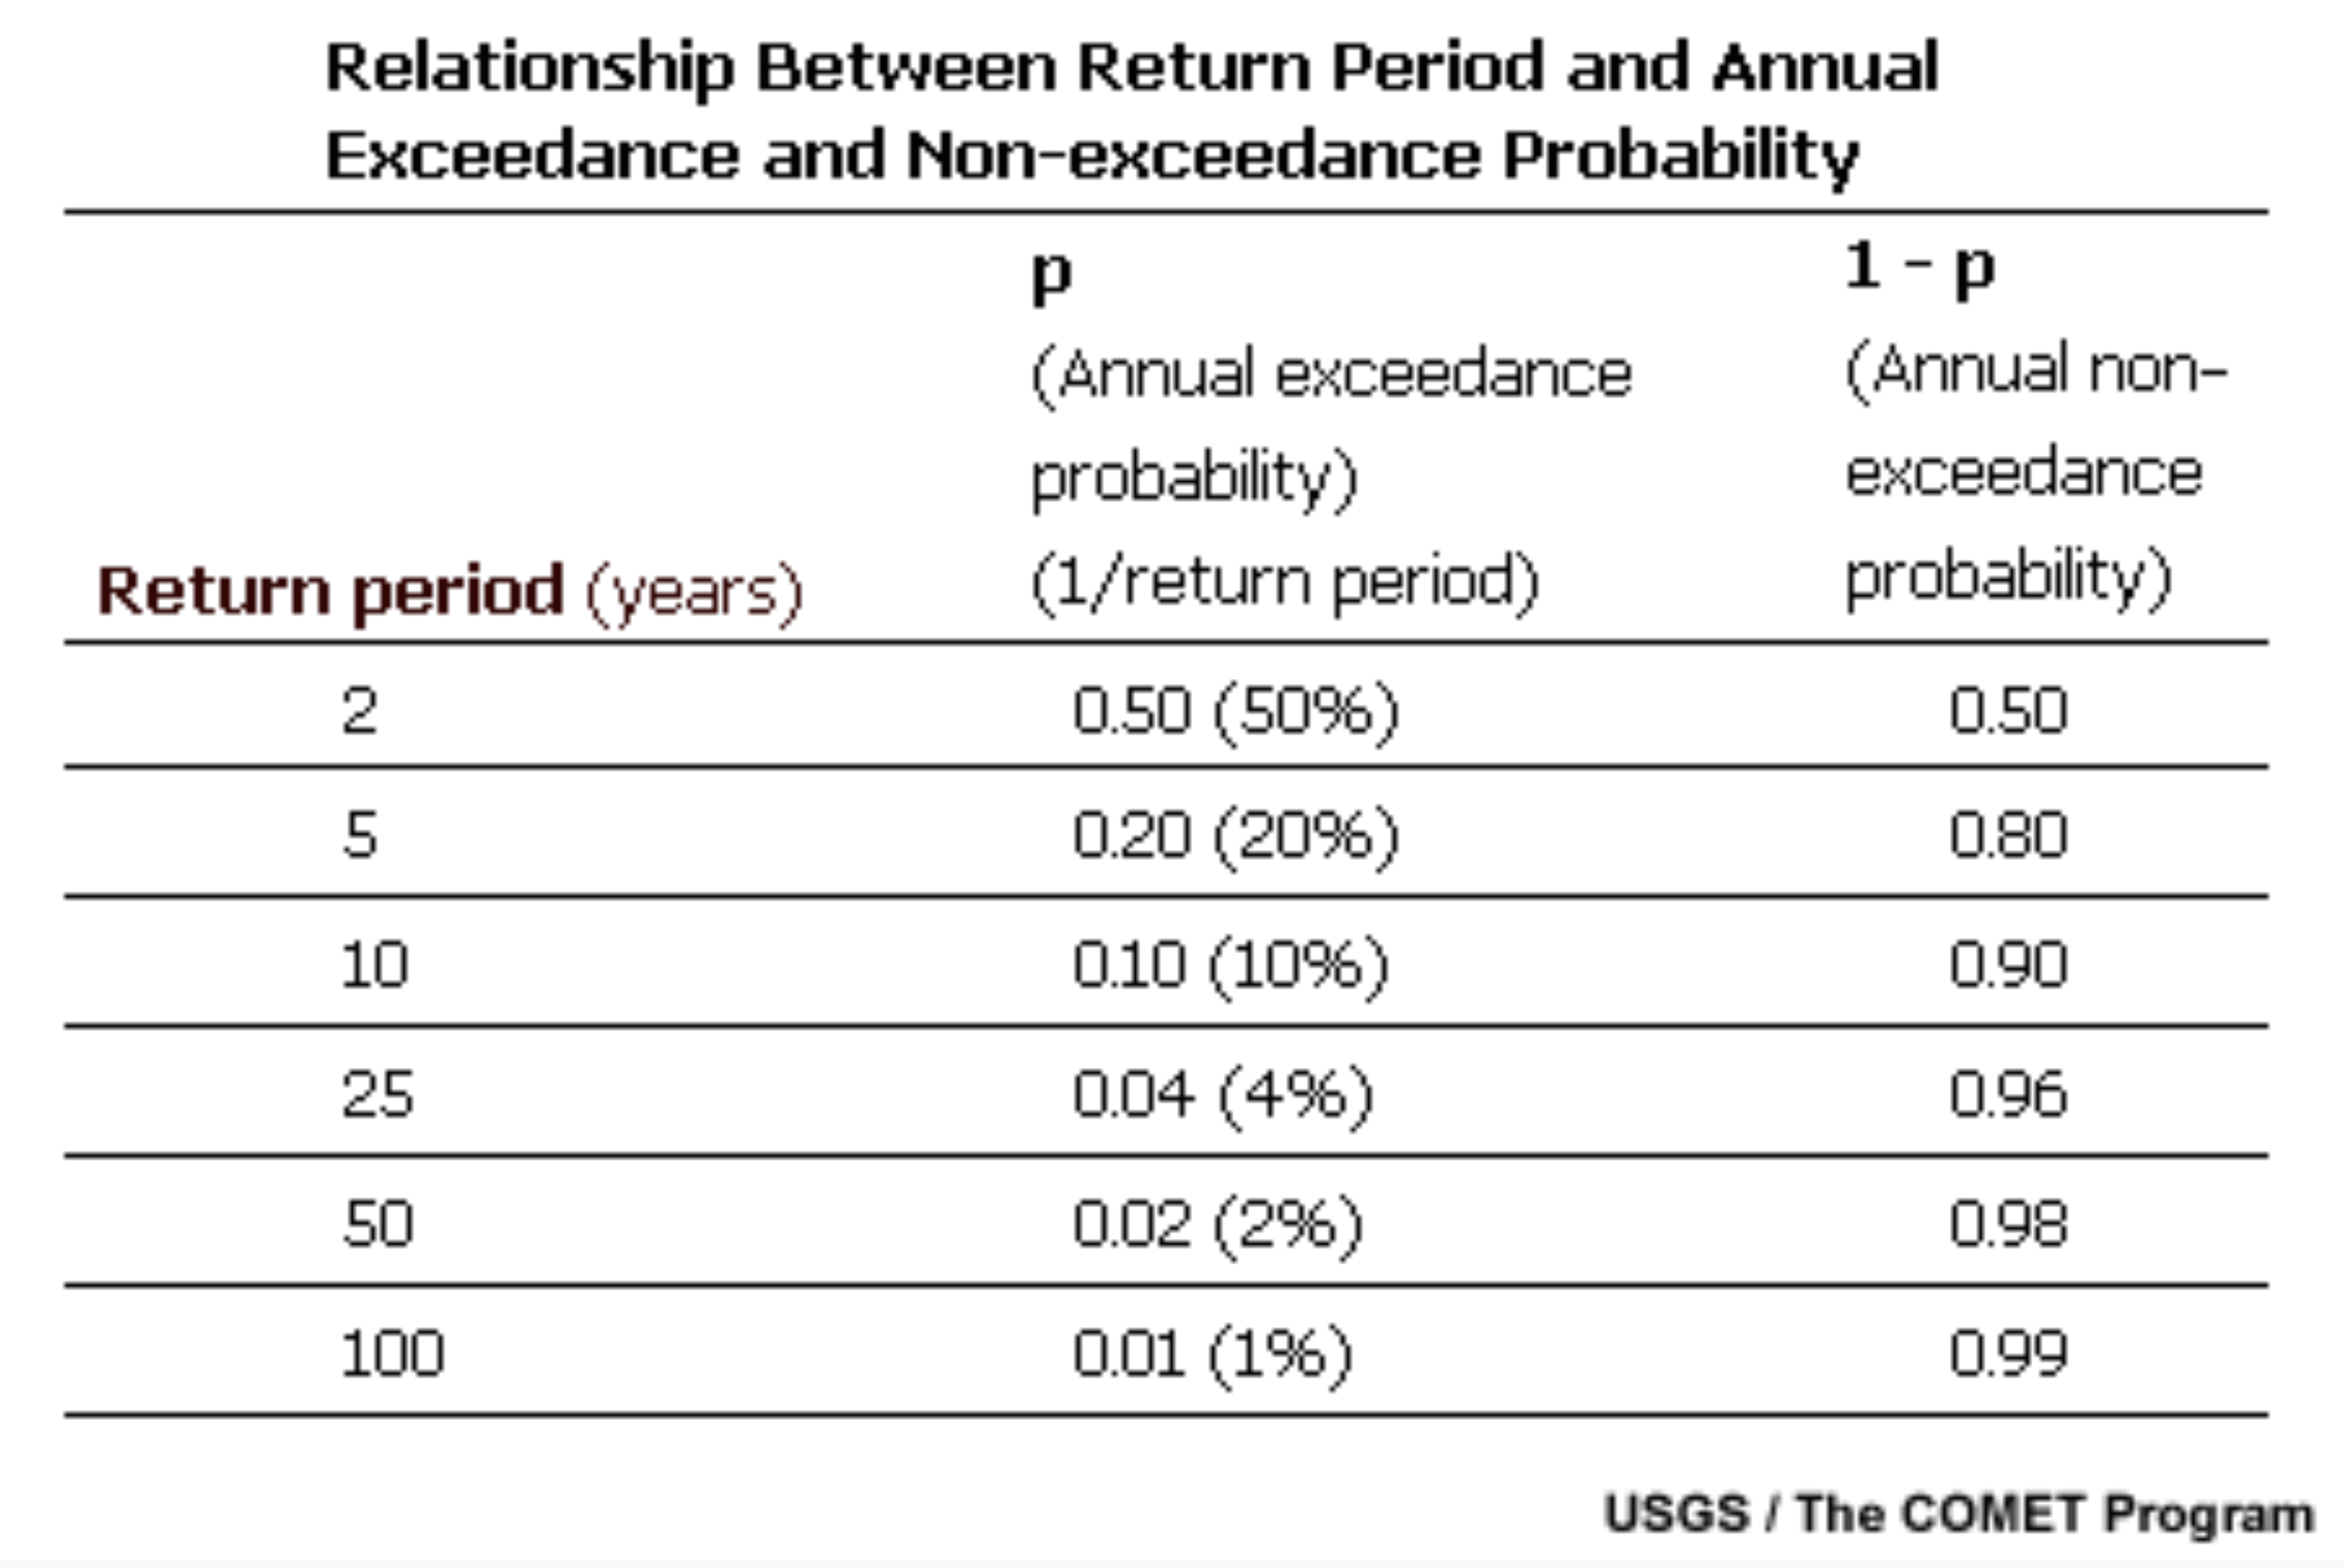 Relationship Between Return Period and Annual
Exceedance and Non-exceedance Probability
p 1 - p
(Annual exceedance (Annual non-
probability) exceedance
Return period (years) (1/return period) probability)
2 0.50 (50%) 0.50
5 0.20 (20%) 0.80
10 0.10 (10%) 0.90
25 0.04 (4%) 0.96
50 0.02 (2%) 0.98
100 0.01 (1%) 0.99
USGS / The COMET Program